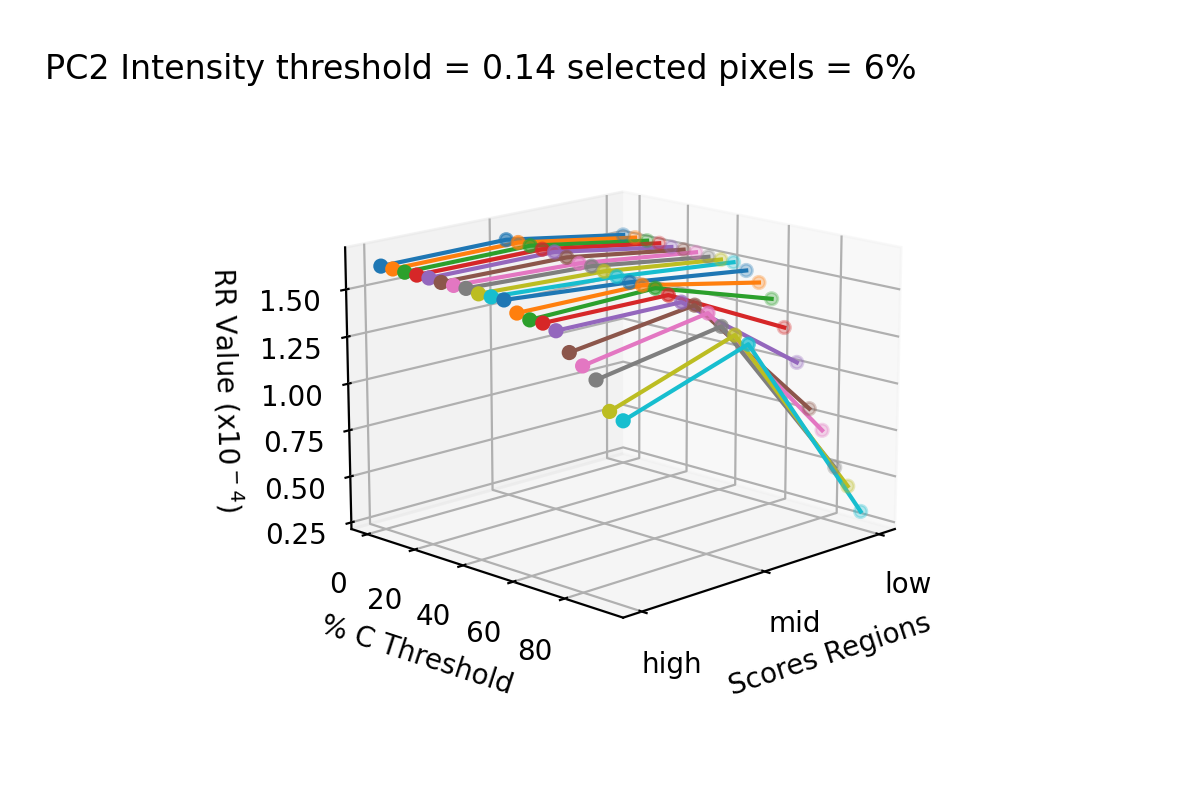 PC2 Intensity threshold = 0.14 selected pixels = 6%
RR Value (x10⁻⁴)
1.50
1.25
1.00
0.75
0.50
0.25
0
20
40
60
80
% C Threshold
high
mid
low
Scores Regions